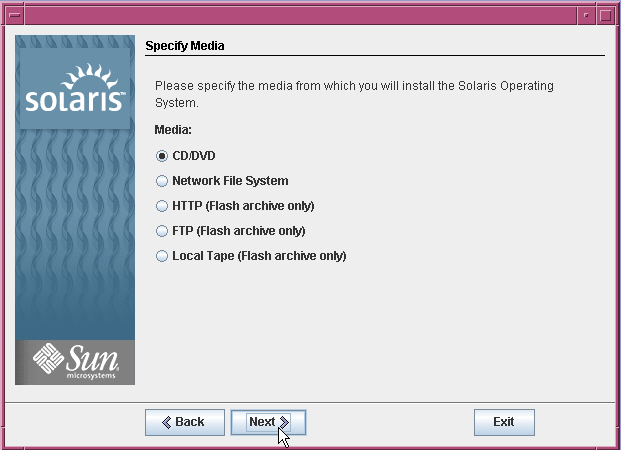 Specify Media
solaris™
Please specify the media from which you will install the Solaris Operating
System.
Media:
CD/DVD
Network File System
HTTP (Flash archive only)
FTP (Flash archive only)
Local Tape (Flash archive only)
Sun
microsystems
Back
Next
Exit